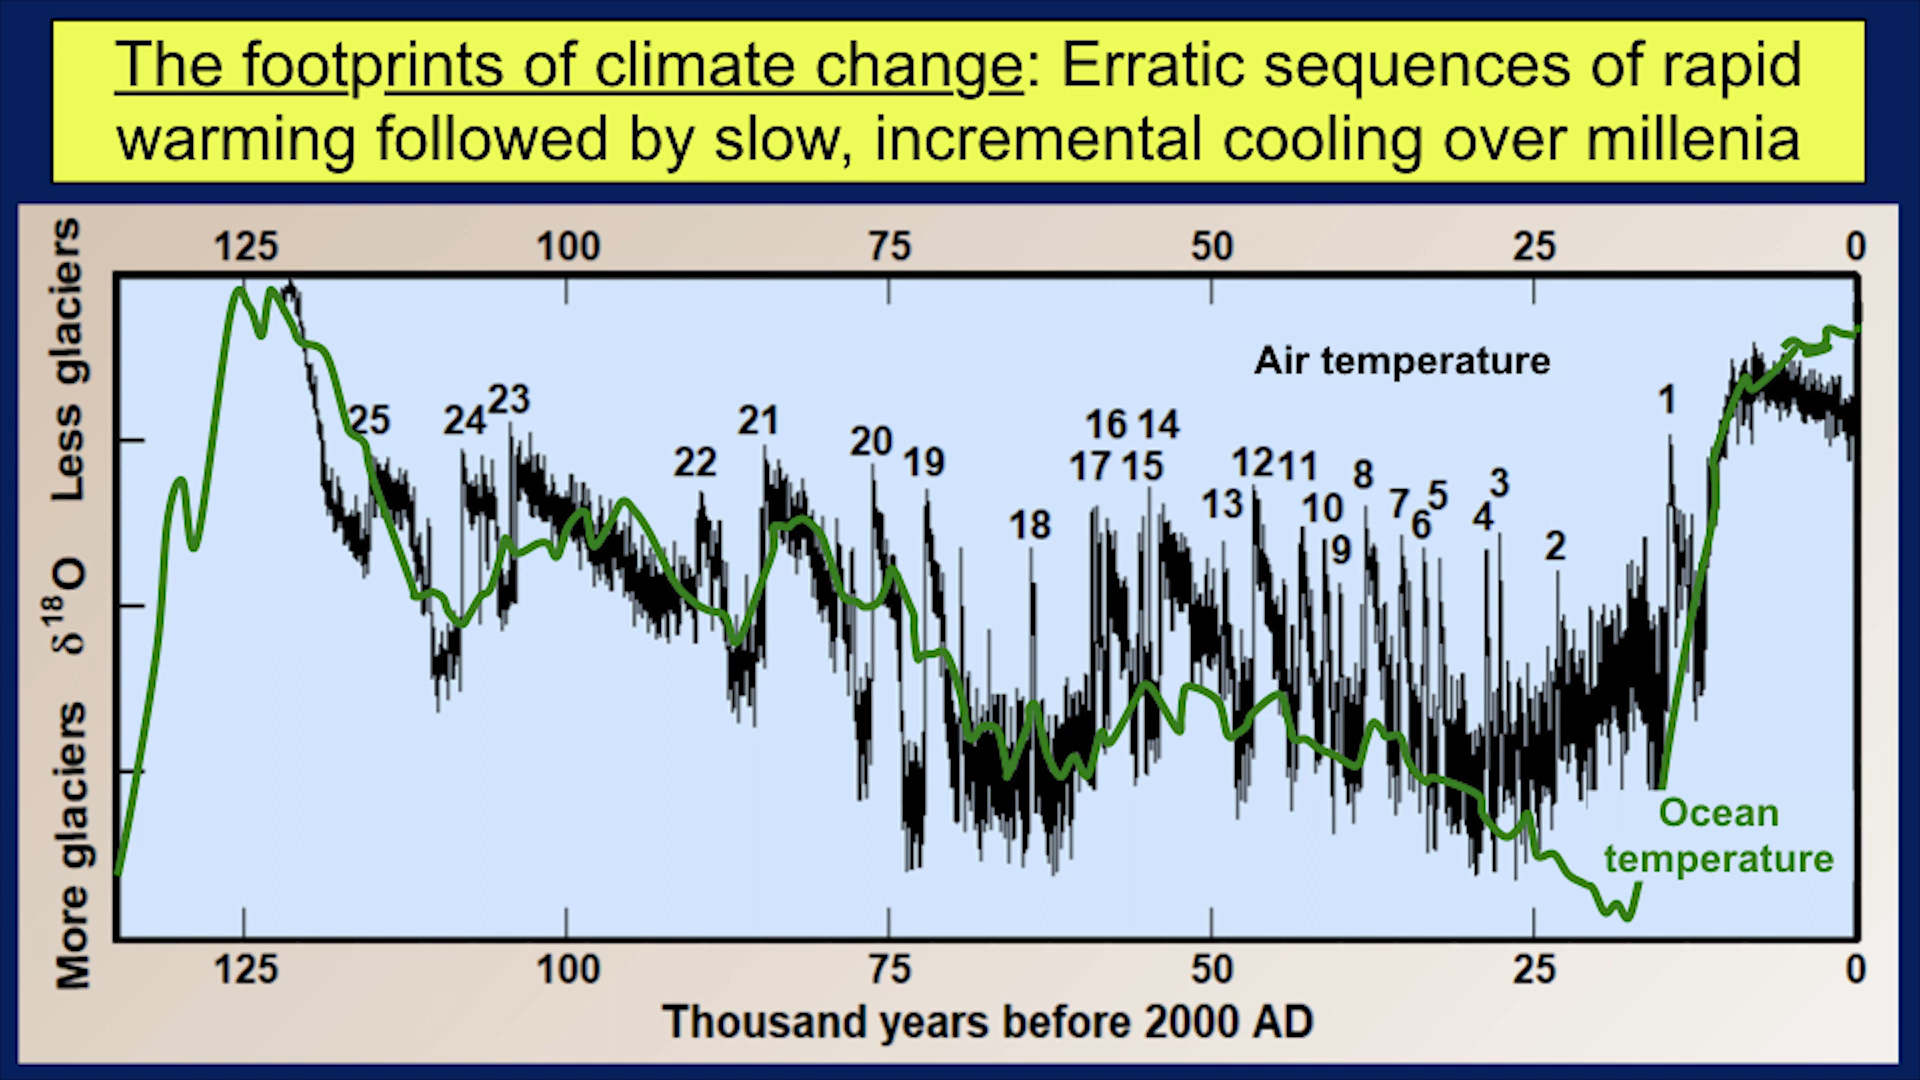 The footprints of climate change: Erratic sequences of rapid
warming followed by slow, incremental cooling over millenia
125 100 75 50 25 0
More glaciers δ18O Less glaciers
Air temperature
25 24 23 22 21 20 19 18 17 16 15 14 13 12 11 10 9 8 7 6 5 4 3 2 1
Ocean
temperature
125 100 75 50 25 0
Thousand years before 2000 AD